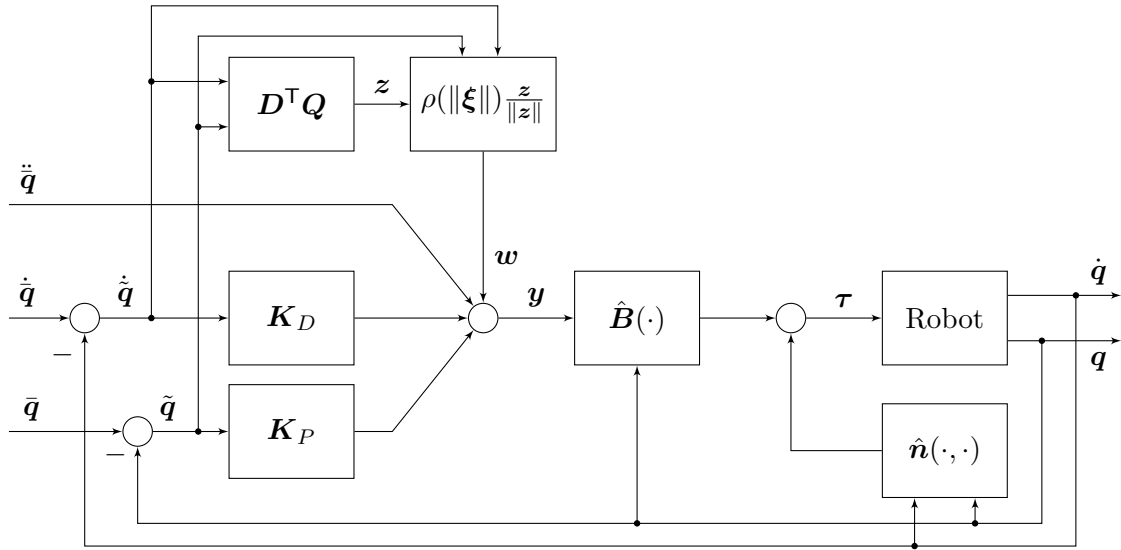 D⊤Q
z
ρ(‖ξ‖) z/‖z‖
q̄̈
w
q̄̇
q̃̇
K_D
y
B̂(·)
τ
Robot
q̇
q
−
q̄
q̃
K_P
n̂(·, ·)
−